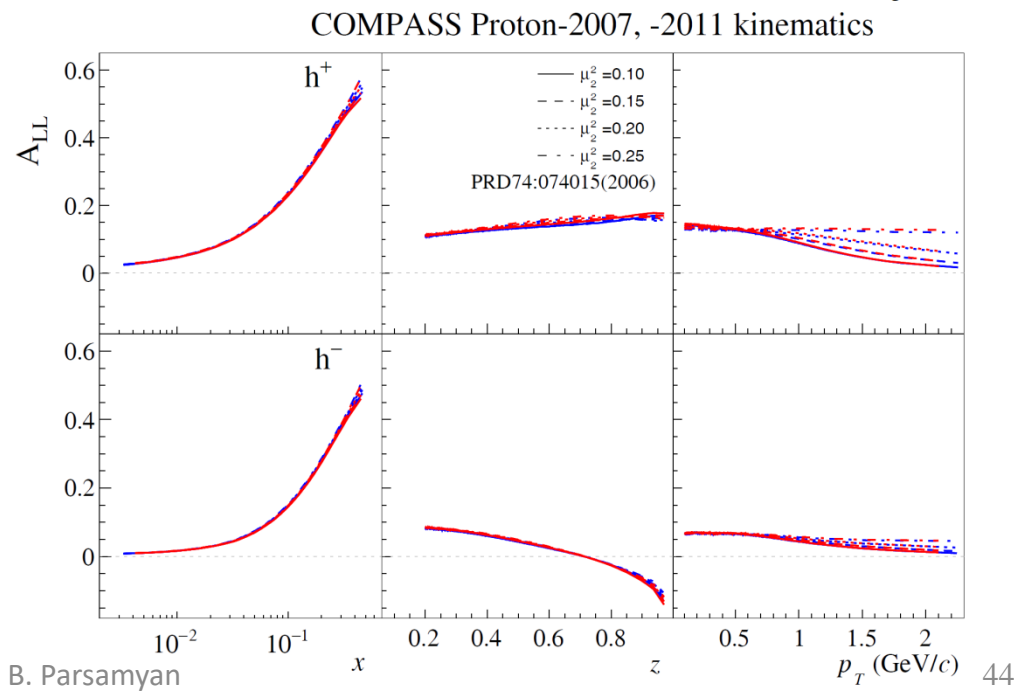 COMPASS Proton-2007, -2011 kinematics
h⁺
A_LL
0.6
0.4
0.2
0
μ₂² =0.10
μ₂² =0.15
μ₂² =0.20
μ₂² =0.25
PRD74:074015(2006)
h⁻
0.6
0.4
0.2
0
10⁻² 10⁻¹
x
0.2 0.4 0.6 0.8
z
0.5 1 1.5 2
p_T (GeV/c)
B. Parsamyan
44